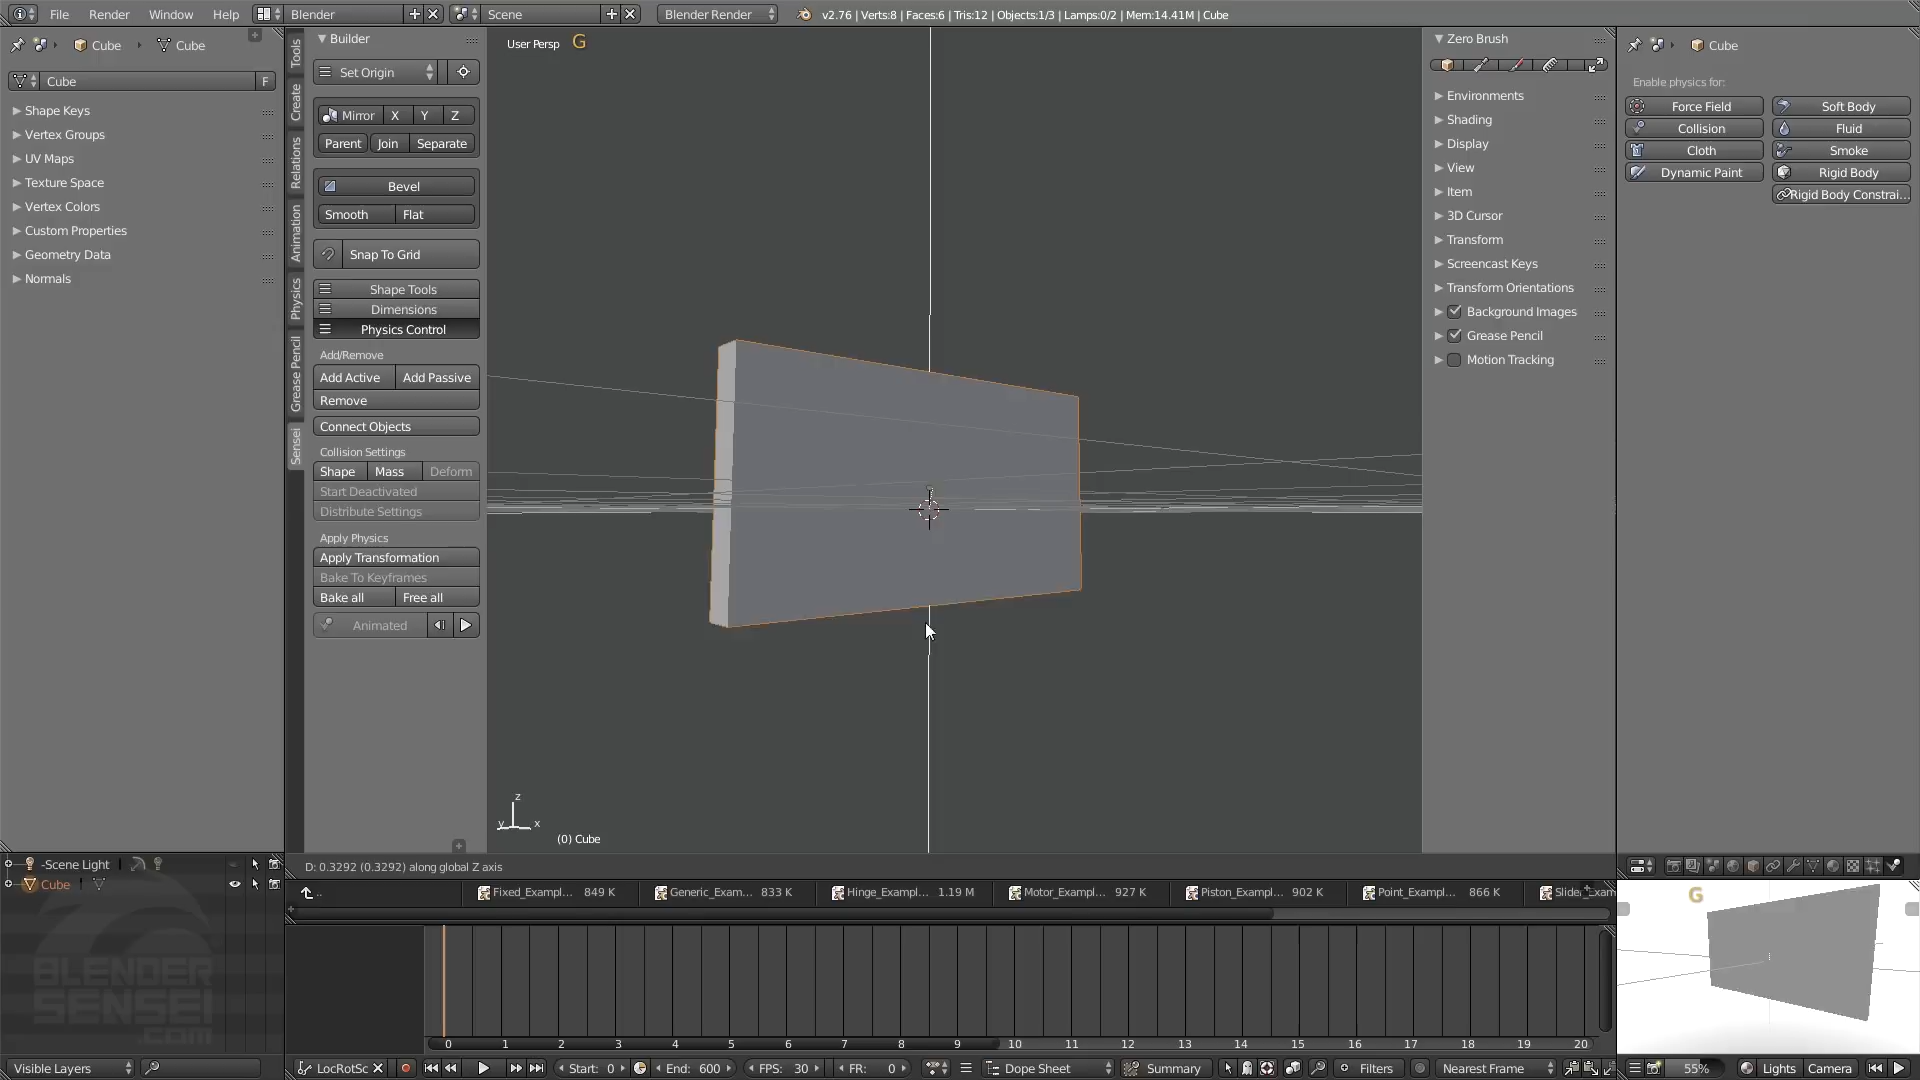 File Render Window Help Blender Scene Blender Render v2.76 | Verts:8 | Faces:6 | Tris:12 | Objects:1/3 | Lamps:0/2 | Mem:14.41M | Cube
Cube Cube
Cube F
Shape Keys
Vertex Groups
UV Maps
Texture Space
Vertex Colors
Custom Properties
Geometry Data
Normals
Tools
Create
Relations
Animation
Physics
Grease Pencil
Sensei
Builder
Set Origin
Mirror X Y Z
Parent Join Separate
Bevel
Smooth Flat
Snap To Grid
Shape Tools
Dimensions
Physics Control
Add/Remove
Add Active Add Passive
Remove
Connect Objects
Collision Settings
Shape Mass Deform
Start Deactivated
Distribute Settings
Apply Physics
Apply Transformation
Bake To Keyframes
Bake all Free all
Animated
User Persp G
z
y x
(0) Cube
Zero Brush
Environments
Shading
Display
View
Item
3D Cursor
Transform
Screencast Keys
Transform Orientations
Background Images
Grease Pencil
Motion Tracking
Cube
Enable physics for:
Force Field Soft Body
Collision Fluid
Cloth Smoke
Dynamic Paint Rigid Body
Rigid Body Constrai...
-Scene Light
Cube
BLENDER
SENSEI
.COM
Visible Layers
D: 0.3292 (0.3292) along global Z axis
.. Fixed_Exampl... 849 K Generic_Exam... 833 K Hinge_Exampl... 1.19 M Motor_Exampl... 927 K Piston_Exampl... 902 K Point_Exampl... 866 K
0 1 2 3 4 5 6 7 8 9 10 11 12 13 14 15 16 17 18 19 20
LocRotSc Start: 0 End: 600 FPS: 30 FR: 0 Dope Sheet Summary Filters Nearest Frame
G
55% Lights Camera